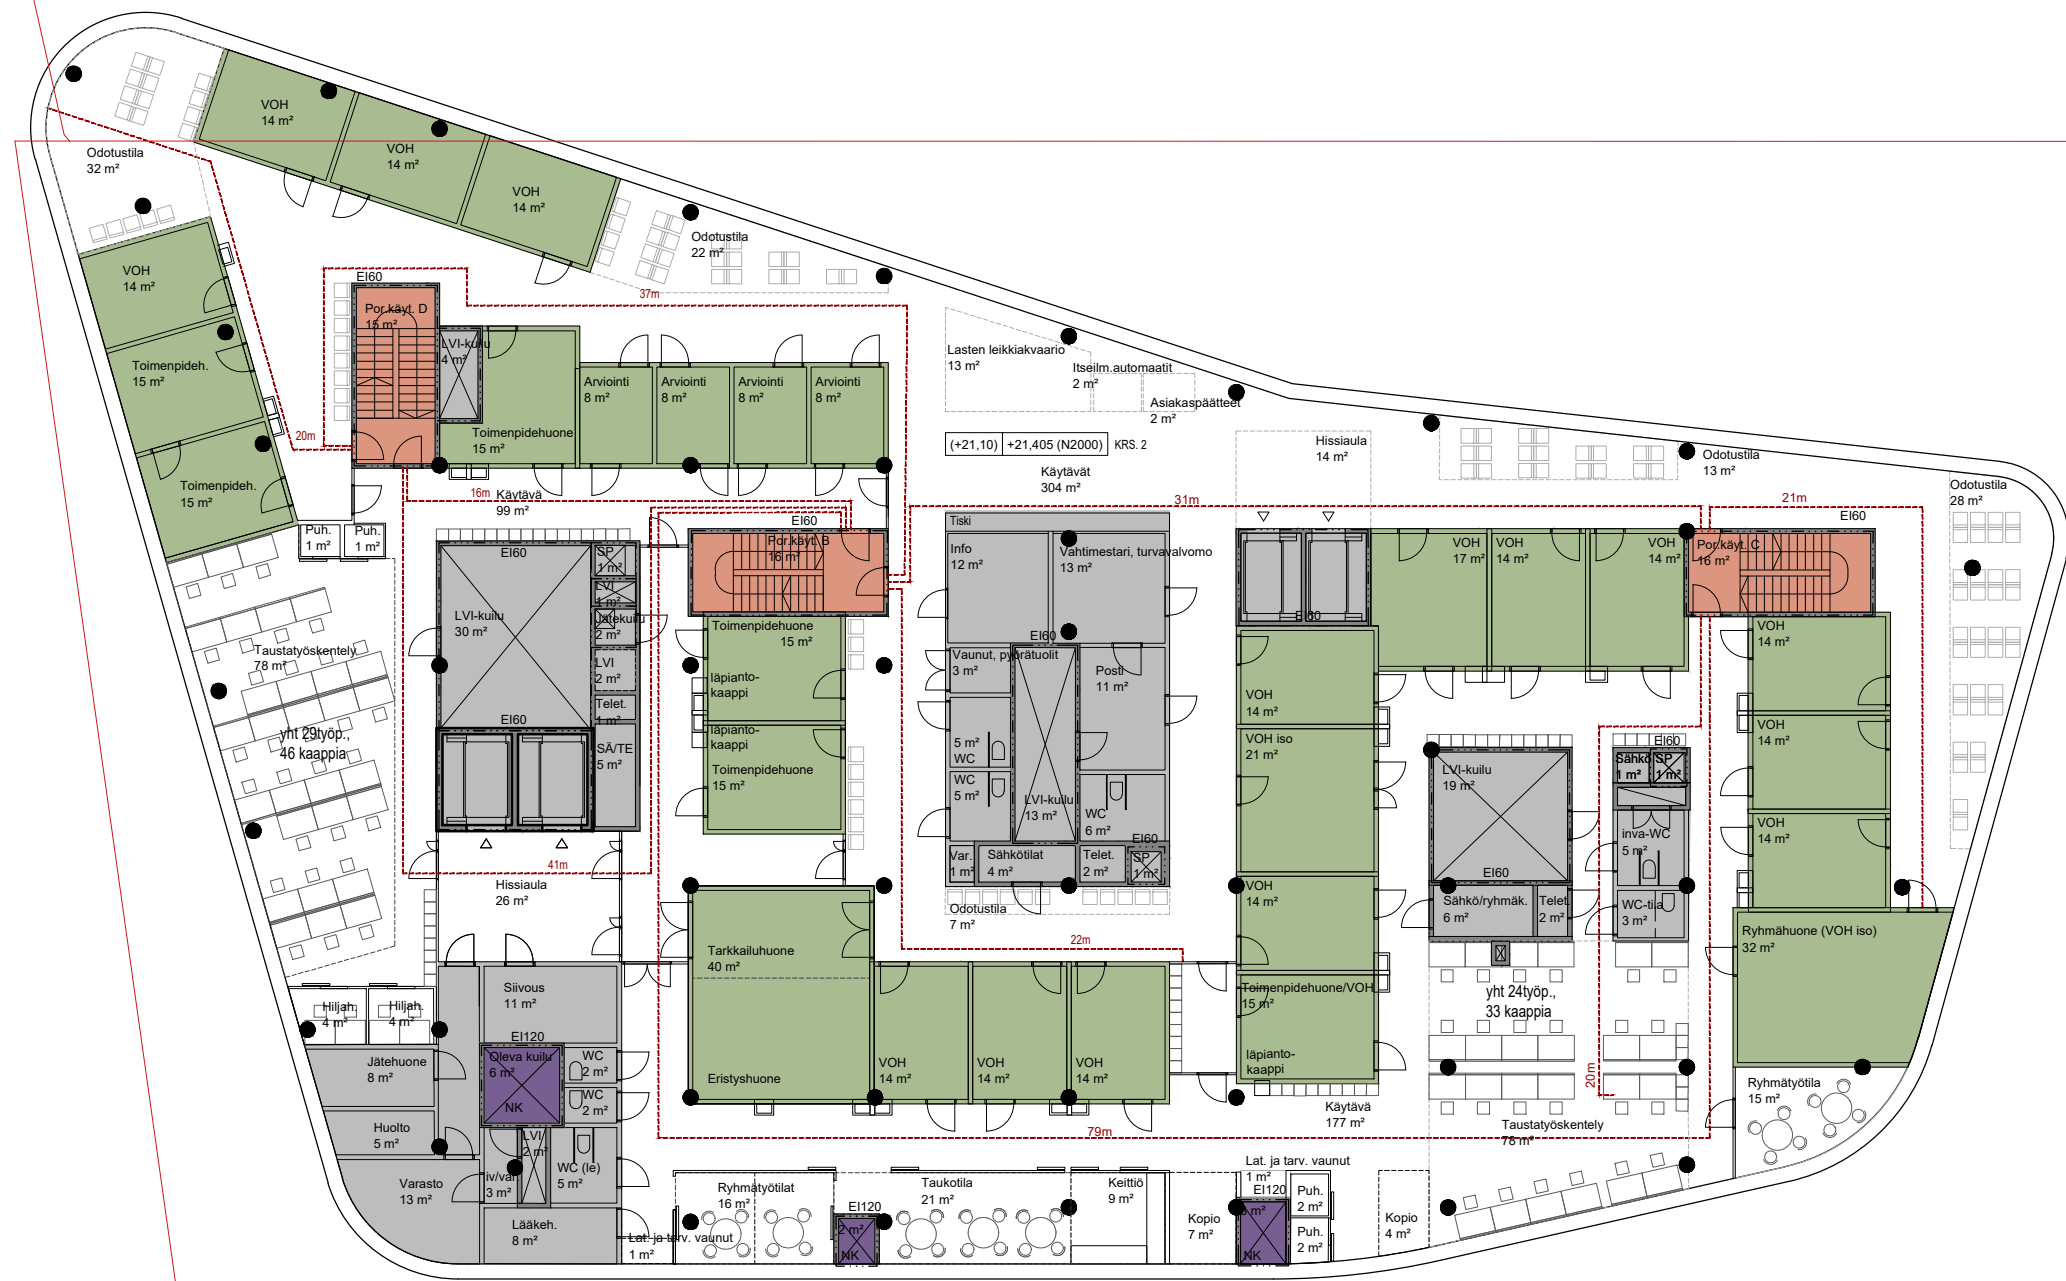 VOH
14 m²
VOH
14 m²
VOH
14 m²
Odotustila
32 m²
Odotustila
22 m²
VOH
14 m²
Toimenpideh.
15 m²
Toimenpideh.
15 m²
EI60
Por.käyt. D
15 m²
LVI-kuilu
4 m²
37m
20m
16m
Toimenpidehuone
15 m²
Arviointi
8 m²
Arviointi
8 m²
Arviointi
8 m²
Arviointi
8 m²
Lasten leikkiakvaario
13 m²
Itseilm.automaatit
2 m²
Asiakaspäätteet
2 m²
(+21,10)
+21,405 (N2000)
KRS. 2
Hissiaula
14 m²
Käytävät
304 m²
31m
Odotustila
13 m²
Odotustila
28 m²
21m
EI60
Käytävä
99 m²
Puh.
1 m²
Puh.
1 m²
EI60
LVI-kuilu
30 m²
SP
1 m²
LVI
1 m²
Jätekuilu
2 m²
LVI
2 m²
Telet.
1 m²
SÄ/TE
5 m²
EI60
EI60
Por.käyt. B
16 m²
Toimenpidehuone
15 m²
läpianto-
kaappi
läpianto-
kaappi
Toimenpidehuone
15 m²
Tiski
Info
12 m²
Vahtimestari, turvavalvomo
13 m²
EI60
Vaunut, pyörätuolit
3 m²
Posti
11 m²
5 m²
WC
WC
5 m²
LVI-kuilu
13 m²
WC
6 m²
EI60
Var.
1 m²
Sähkötilat
4 m²
Telet.
2 m²
SP
1 m²
Odotustila
7 m²
EI60
VOH
17 m²
VOH
14 m²
VOH
14 m²
Por.käyt. C
16 m²
VOH
14 m²
VOH iso
21 m²
VOH
14 m²
Toimenpidehuone/VOH
15 m²
läpianto-
kaappi
VOH
14 m²
VOH
14 m²
VOH
14 m²
LVI-kuilu
19 m²
EI60
Sähkö/ryhmäk.
6 m²
Telet.
2 m²
EI60
Sähkö
1 m²
SP
1 m²
inva-WC
5 m²
WC-tila
3 m²
Ryhmähuone (VOH iso)
32 m²
Taustatyöskentely
78 m²
yht 29työp.,
46 kaappia
41m
Hissiaula
26 m²
22m
Tarkkailuhuone
40 m²
Eristyshuone
VOH
14 m²
VOH
14 m²
VOH
14 m²
yht 24työp.,
33 kaappia
20m
Hiljah.
4 m²
Hiljah.
4 m²
Siivous
11 m²
EI120
Oleva kuilu
6 m²
NK
WC
2 m²
WC
2 m²
Jätehuone
8 m²
Huolto
5 m²
Varasto
13 m²
iv/var.
3 m²
LVI
2 m²
WC (le)
5 m²
Lääkeh.
8 m²
Lat. ja tarv. vaunut
1 m²
79m
Käytävä
177 m²
Taustatyöskentely
78 m²
Ryhmätyötila
15 m²
Ryhmätyötilat
16 m²
EI120
2 m²
NK
Taukotila
21 m²
Keittiö
9 m²
Kopio
7 m²
Lat. ja tarv. vaunut
1 m²
EI120
NK
Puh.
2 m²
Puh.
2 m²
Kopio
4 m²